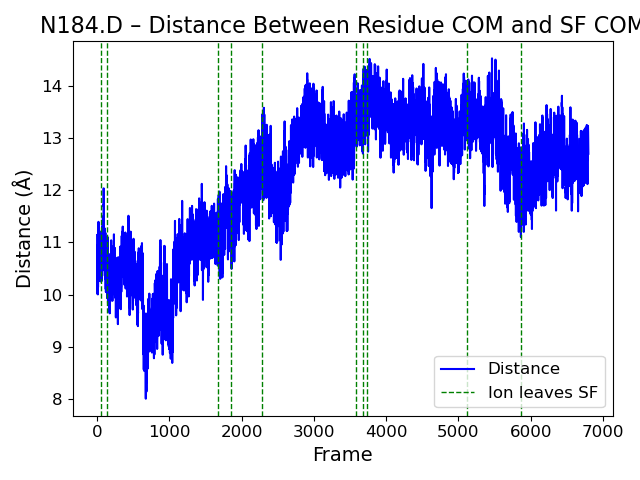 N184.D – Distance Between Residue COM and SF COM
Distance (Å)
14
13
12
11
10
9
8
Distance
Ion leaves SF
0 1000 2000 3000 4000 5000 6000 7000
Frame